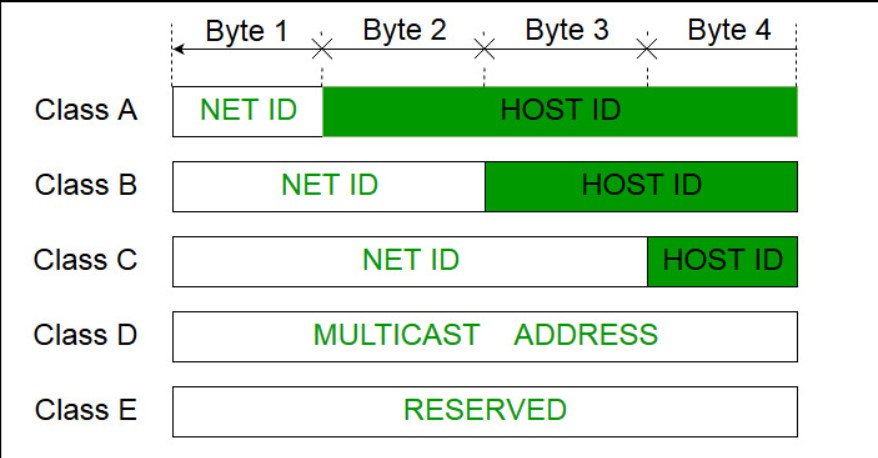 Byte 1 Byte 2 Byte 3 Byte 4
Class A NET ID HOST ID
Class B NET ID HOST ID
Class C NET ID HOST ID
Class D MULTICAST ADDRESS
Class E RESERVED